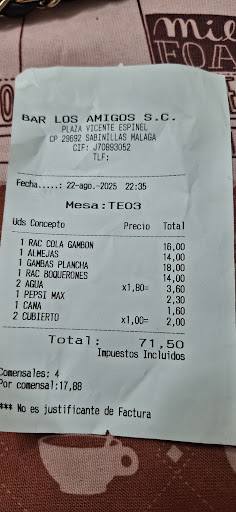 mil
FOA
BAR LOS AMIGOS S.C.
PLAZA VICENTE ESPINEL
CP 29692 SABINILLAS MALAGA
CIF: J70893052
TLF:
Fecha.....: 22-ago.-2025 22:35
Mesa:TE03
Uds Concepto Precio Total
1 RAC COLA GAMBON 16,00
1 ALMEJAS 14,00
1 GAMBAS PLANCHA 18,00
1 RAC BOQUERONES 14,00
2 AGUA x1,80= 3,60
1 PEPSI MAX 2,30
1 CANA 1,60
2 CUBIERTO x1,00= 2,00
Total: 71,50
Impuestos Incluidos
Comensales: 4
Por comensal:17,88
*** No es justificante de Factura